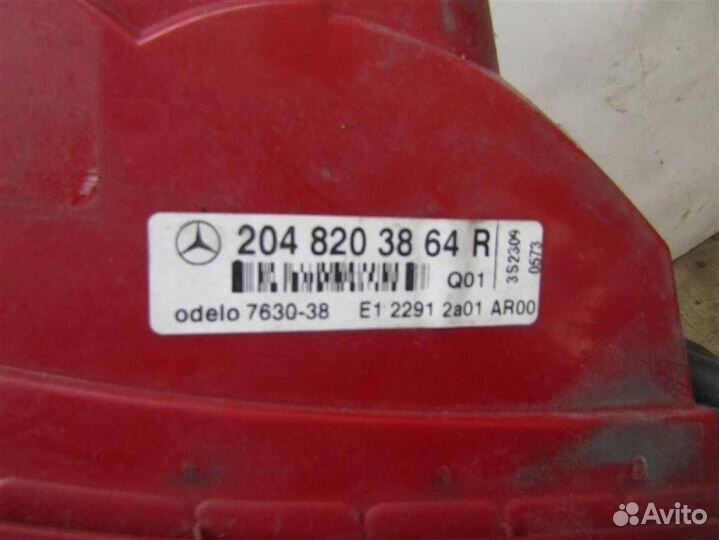 204 820 38 64 R
Q01
3S2309
0573
odelo 7630-38 E1 2291 2a01 AR00
Avito